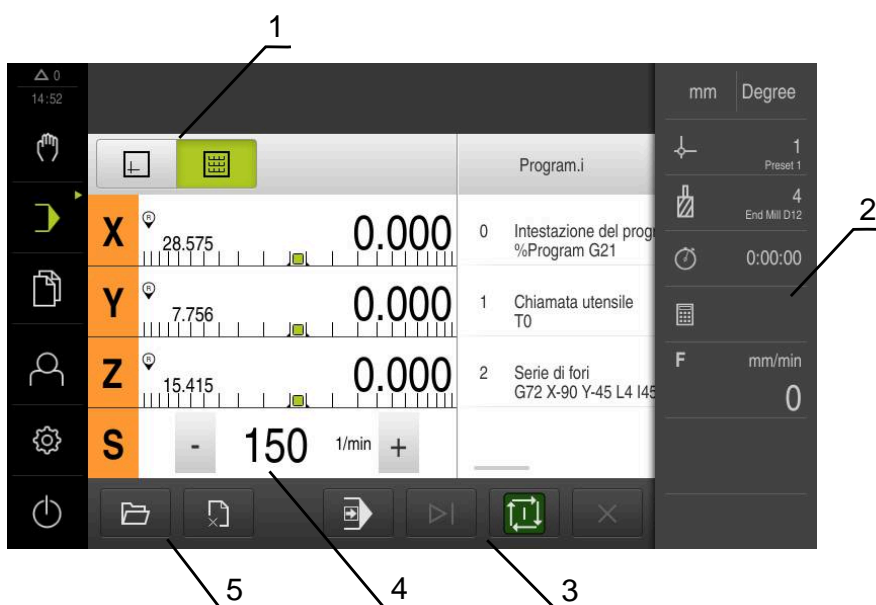 1
0
14:52
mm Degree
1
Preset 1
Program.i
4
End Mill D12
2
X R 28.575 0.000
0 Intestazione del progr
%Program G21
0:00:00
Y R 7.756 0.000
1 Chiamata utensile
T0
Z R 15.415 0.000
2 Serie di fori
G72 X-90 Y-45 L4 I45
F mm/min
0
S - 150 1/min +
5 4 3